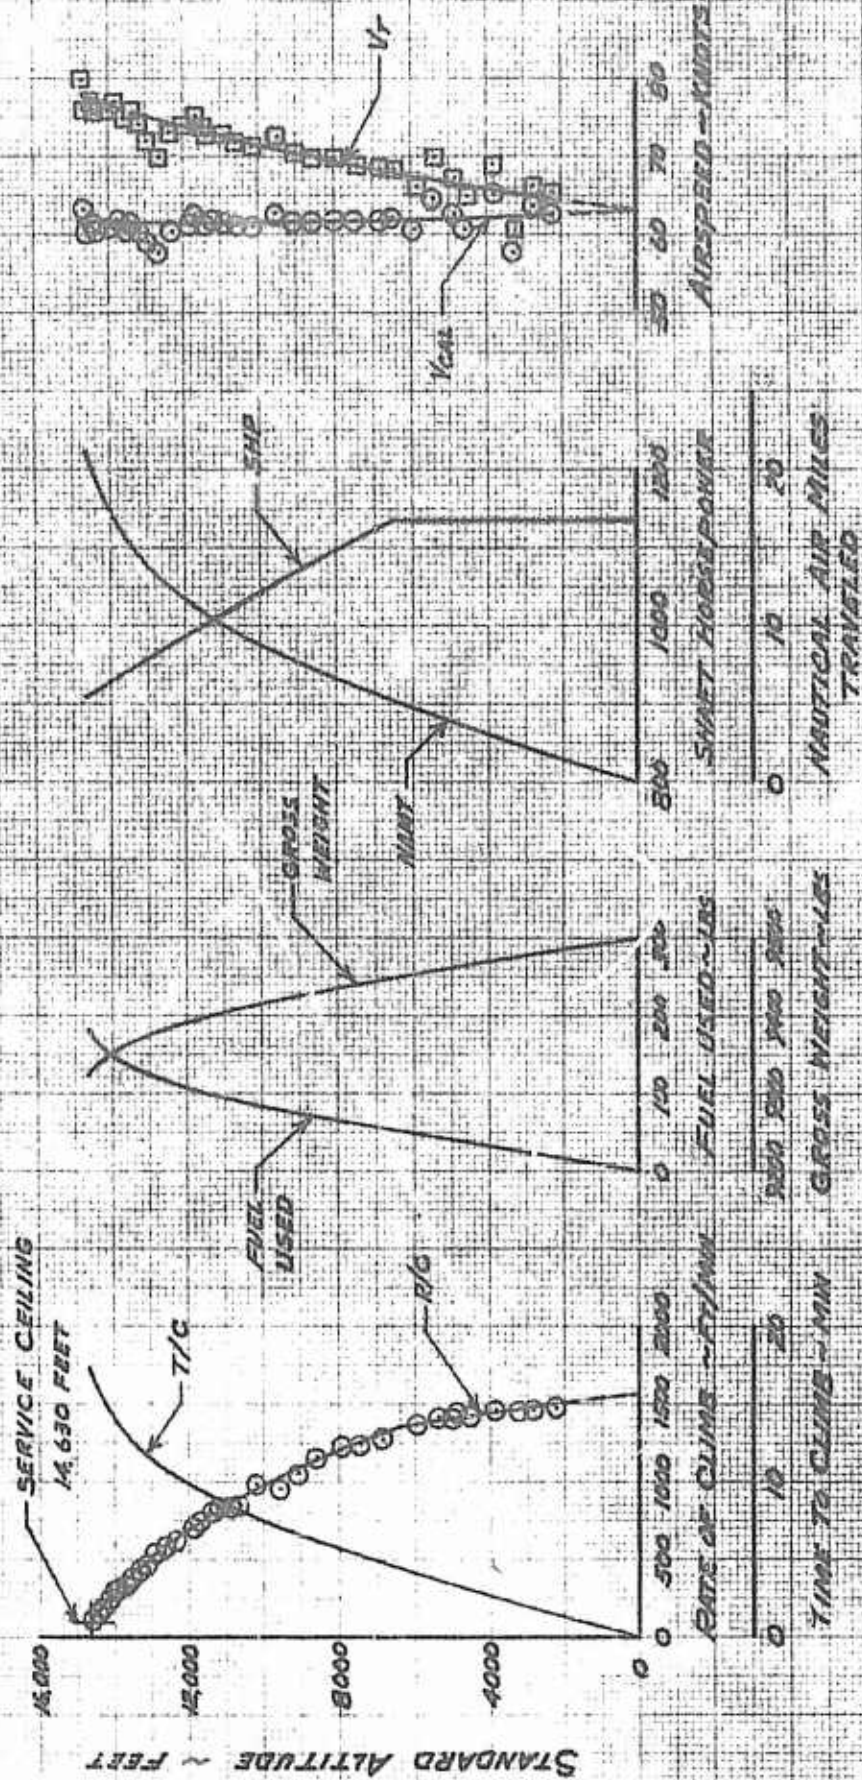 SERVICE CEILING
14,630 FEET
T/C
R/C
FUEL
USED
GROSS
WEIGHT
NAMT
SHP
VCAL
VT
STANDARD ALTITUDE ~ FEET
16,000
12,000
8000
4000
0
0 500 1000 1500 2000
RATE OF CLIMB ~ FT/MIN
0 10 20
TIME TO CLIMB ~ MIN
0 100 200 300
FUEL USED ~ LBS
GROSS WEIGHT ~ LBS
800 1000 1200
SHAFT HORSEPOWER
0 10 20
NAUTICAL AIR MILES
TRAVELED
50 60 70 80
AIRSPEED ~ KNOTS